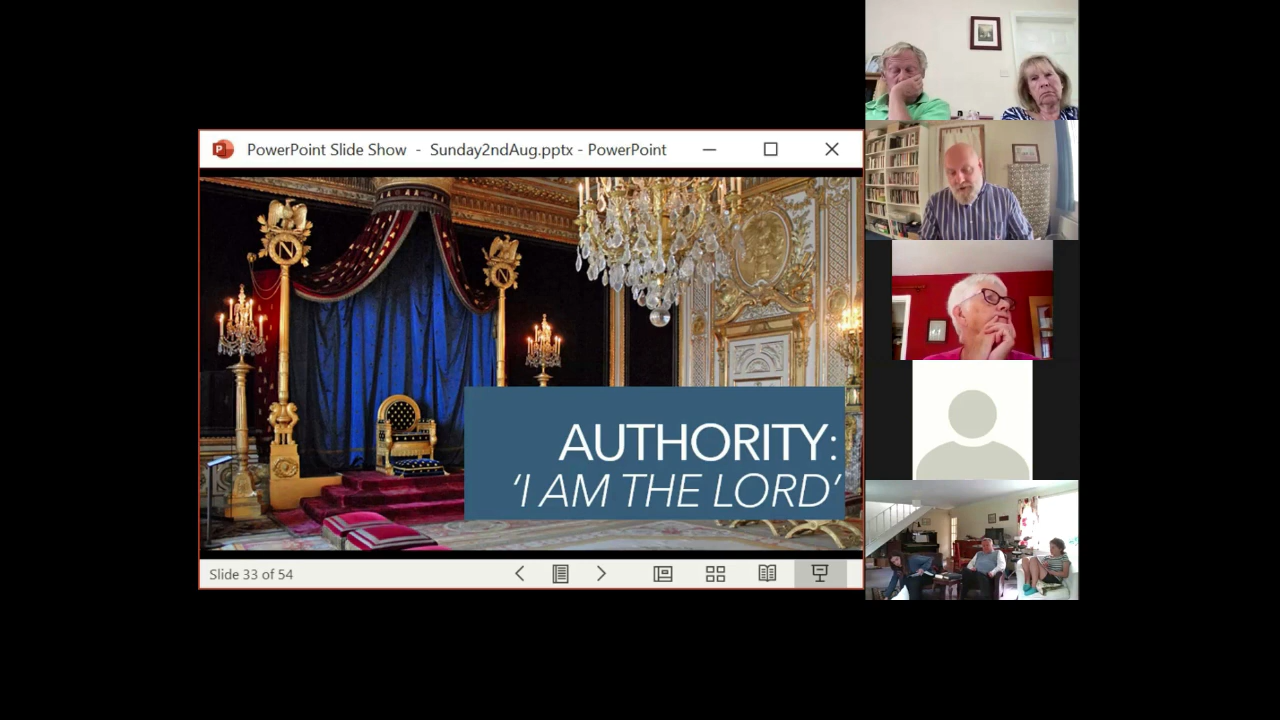 PowerPoint Slide Show - Sunday2ndAug.pptx - PowerPoint
N
AUTHORITY:
‘I AM THE LORD’
Slide 33 of 54